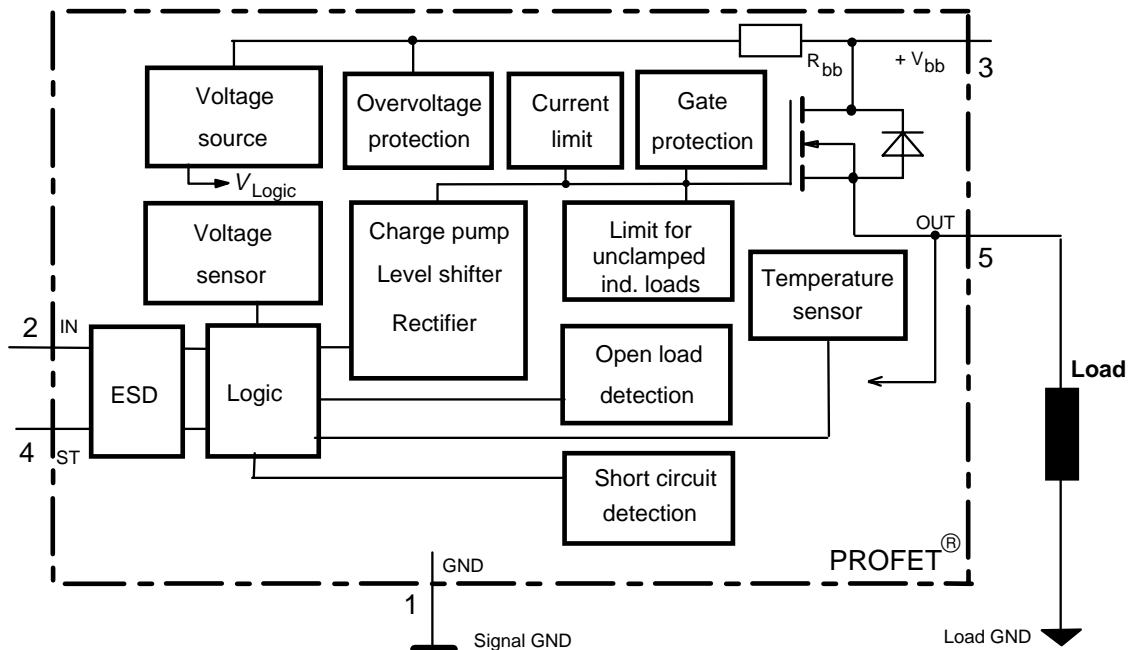 R bb
+ V bb
3
Voltage
source
Overvoltage
protection
Current
limit
Gate
protection
V Logic
Voltage
sensor
Charge pump
Level shifter
Rectifier
Limit for
unclamped
ind. loads
OUT
5
Temperature
sensor
2
IN
ESD
Logic
Open load
detection
Load
4
ST
Short circuit
detection
PROFET®
GND
1
Signal GND
Load GND